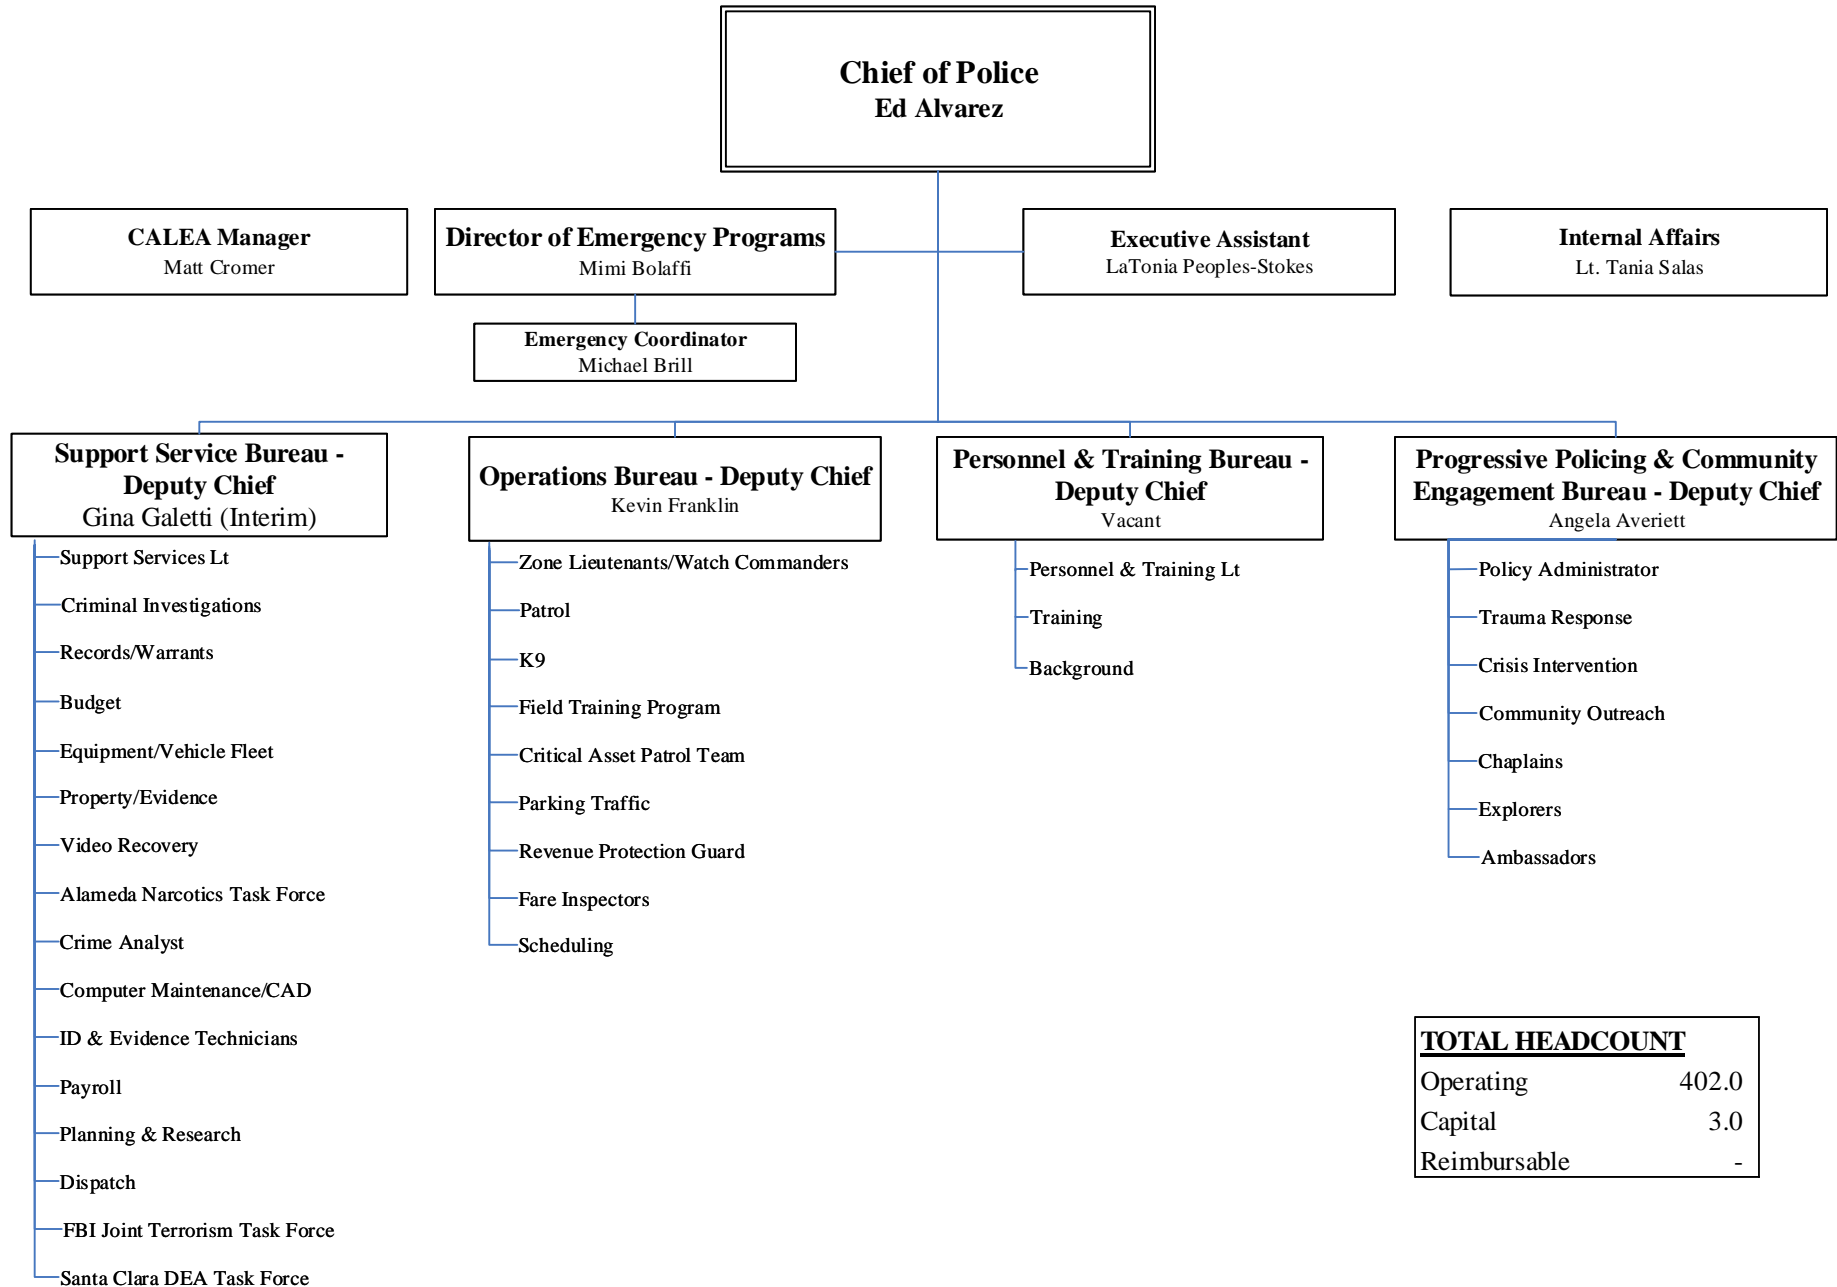 Chief of Police
Ed Alvarez
CALEA Manager
Matt Cromer
Director of Emergency Programs
Mimi Bolaffi
Executive Assistant
LaTonia Peoples-Stokes
Internal Affairs
Lt. Tania Salas
Emergency Coordinator
Michael Brill
Support Service Bureau -
Deputy Chief
Gina Galetti (Interim)
Support Services Lt
Criminal Investigations
Records/Warrants
Budget
Equipment/Vehicle Fleet
Property/Evidence
Video Recovery
Alameda Narcotics Task Force
Crime Analyst
Computer Maintenance/CAD
ID & Evidence Technicians
Payroll
Planning & Research
Dispatch
FBI Joint Terrorism Task Force
Santa Clara DEA Task Force
Operations Bureau - Deputy Chief
Kevin Franklin
Zone Lieutenants/Watch Commanders
Patrol
K9
Field Training Program
Critical Asset Patrol Team
Parking Traffic
Revenue Protection Guard
Fare Inspectors
Scheduling
Personnel & Training Bureau -
Deputy Chief
Vacant
Personnel & Training Lt
Training
Background
Progressive Policing & Community
Engagement Bureau - Deputy Chief
Angela Averiett
Policy Administrator
Trauma Response
Crisis Intervention
Community Outreach
Chaplains
Explorers
Ambassadors
TOTAL HEADCOUNT
Operating 402.0
Capital 3.0
Reimbursable -